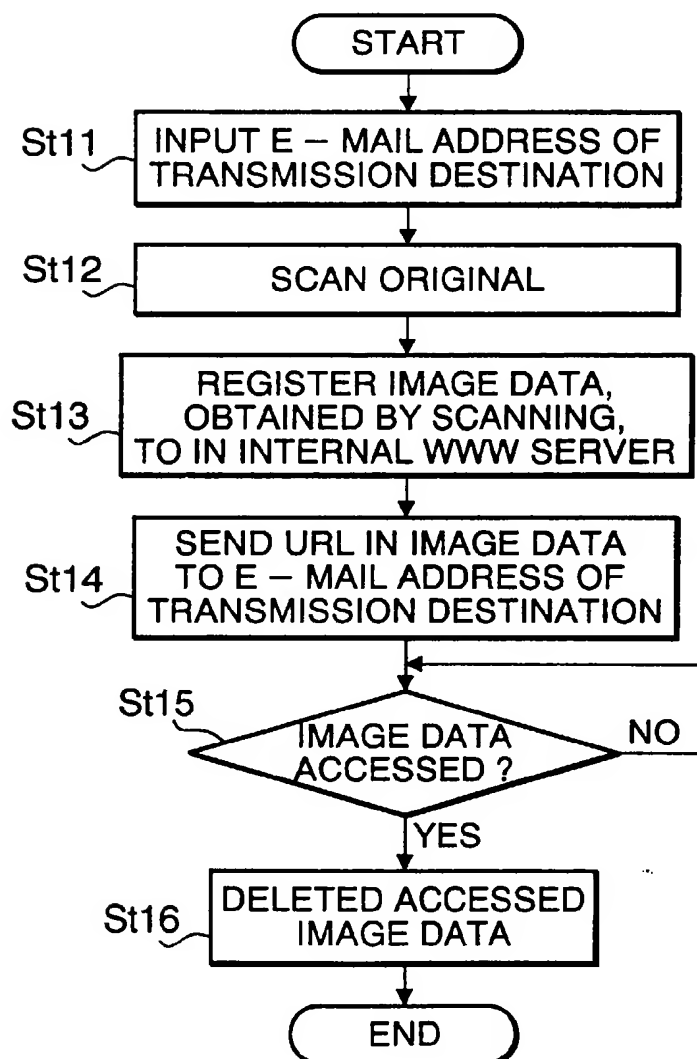 START
St11
INPUT E – MAIL ADDRESS OF
TRANSMISSION DESTINATION
St12
SCAN ORIGINAL
St13
REGISTER IMAGE DATA,
OBTAINED BY SCANNING,
TO IN INTERNAL WWW SERVER
St14
SEND URL IN IMAGE DATA
TO E – MAIL ADDRESS OF
TRANSMISSION DESTINATION
St15
IMAGE DATA
ACCESSED ?
NO
YES
St16
DELETED ACCESSED
IMAGE DATA
END